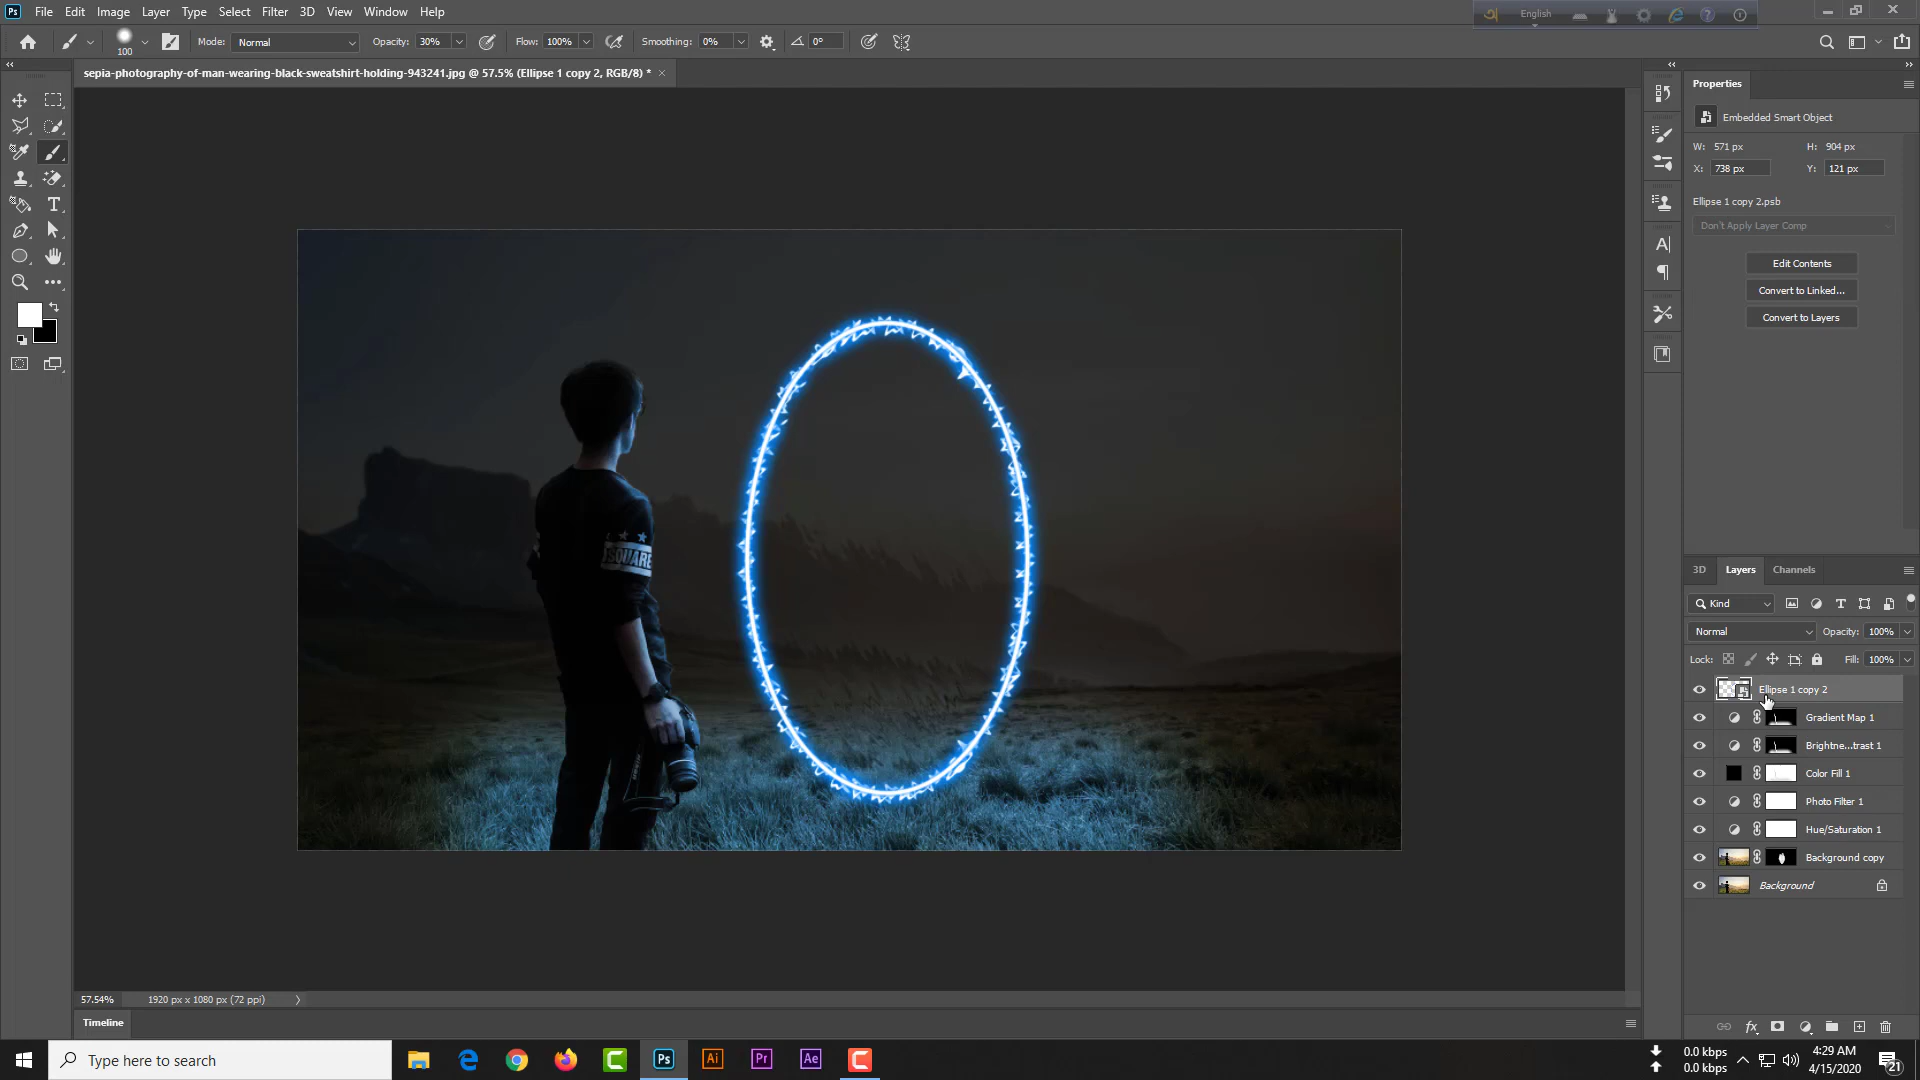 Ps File Edit Image Layer Type Select Filter 3D View Window Help
English
100 Mode: Normal Opacity: 30% Flow: 100% Smoothing: 0% 0°
sepia-photography-of-man-wearing-black-sweatshirt-holding-943241.jpg @ 57.5% (Ellipse 1 copy 2, RGB/8) *
Properties
Embedded Smart Object
W: 571 px H: 904 px
X: 738 px Y: 121 px
Ellipse 1 copy 2.psb
Don't Apply Layer Comp
Edit Contents
Convert to Linked...
Convert to Layers
SQUARE
3D Layers Channels
Kind
Normal Opacity: 100%
Lock: Fill: 100%
Ellipse 1 copy 2
Gradient Map 1
Brightne...trast 1
Color Fill 1
Photo Filter 1
Hue/Saturation 1
Background copy
Background
57.54% 1920 px x 1080 px (72 ppi)
Timeline
Type here to search
Ps Ai Pr Ae
0.0 kbps
0.0 kbps
4:29 AM
4/15/2020
21